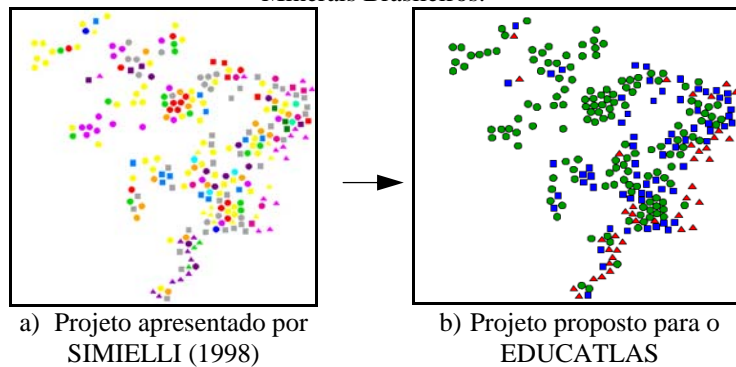 Minerais Brasileiros.
a) Projeto apresentado por
SIMIELLI (1998)
b) Projeto proposto para o
EDUCATLAS